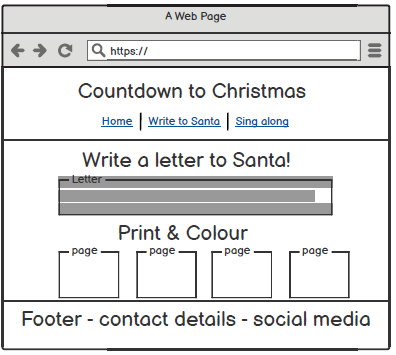 A Web Page
https://
Countdown to Christmas
Home | Write to Santa | Sing along
Write a letter to Santa!
Letter
Print & Colour
page page page page
Footer - contact details - social media